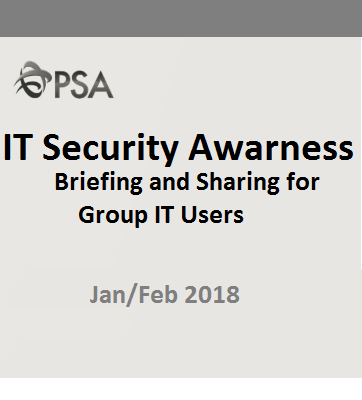 PSA
IT Security Awarness
Briefing and Sharing for
Group IT Users
Jan/Feb 2018